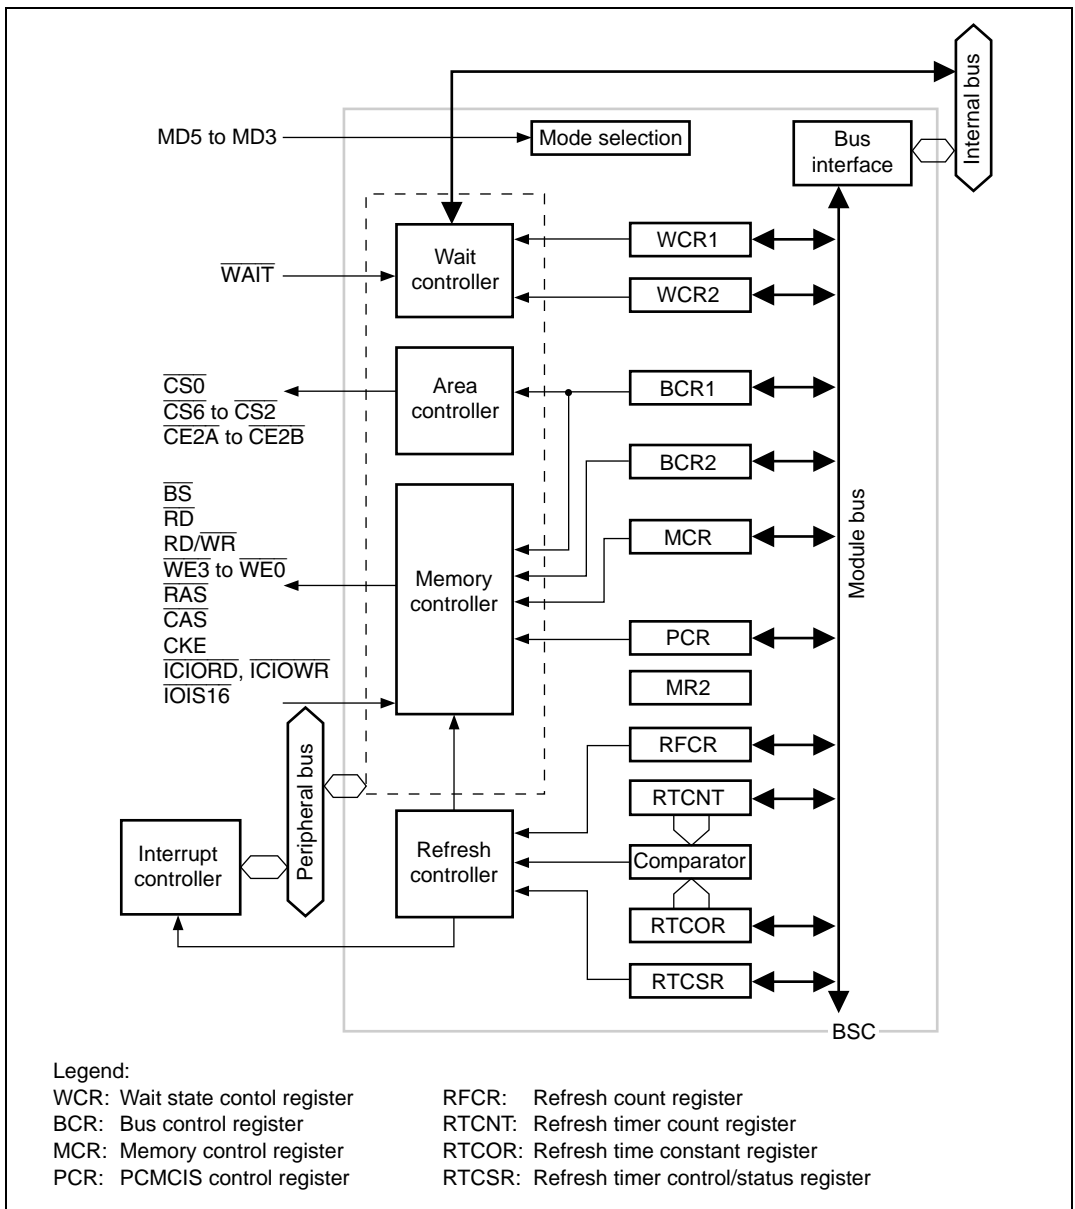 Internal bus
MD5 to MD3
Mode selection
Bus
interface
WAIT
Wait
controller
WCR1
WCR2
CS0
CS6 to CS2
CE2A to CE2B
Area
controller
BCR1
BCR2
BS
RD
RD/WR
WE3 to WE0
RAS
CAS
CKE
ICIORD, ICIOWR
IOIS16
Memory
controller
MCR
Module bus
PCR
MR2
RFCR
RTCNT
Peripheral bus
Interrupt
controller
Refresh
controller
Comparator
RTCOR
RTCSR
BSC
Legend:
WCR: Wait state contol register
BCR: Bus control register
MCR: Memory control register
PCR: PCMCIS control register
RFCR: Refresh count register
RTCNT: Refresh timer count register
RTCOR: Refresh time constant register
RTCSR: Refresh timer control/status register